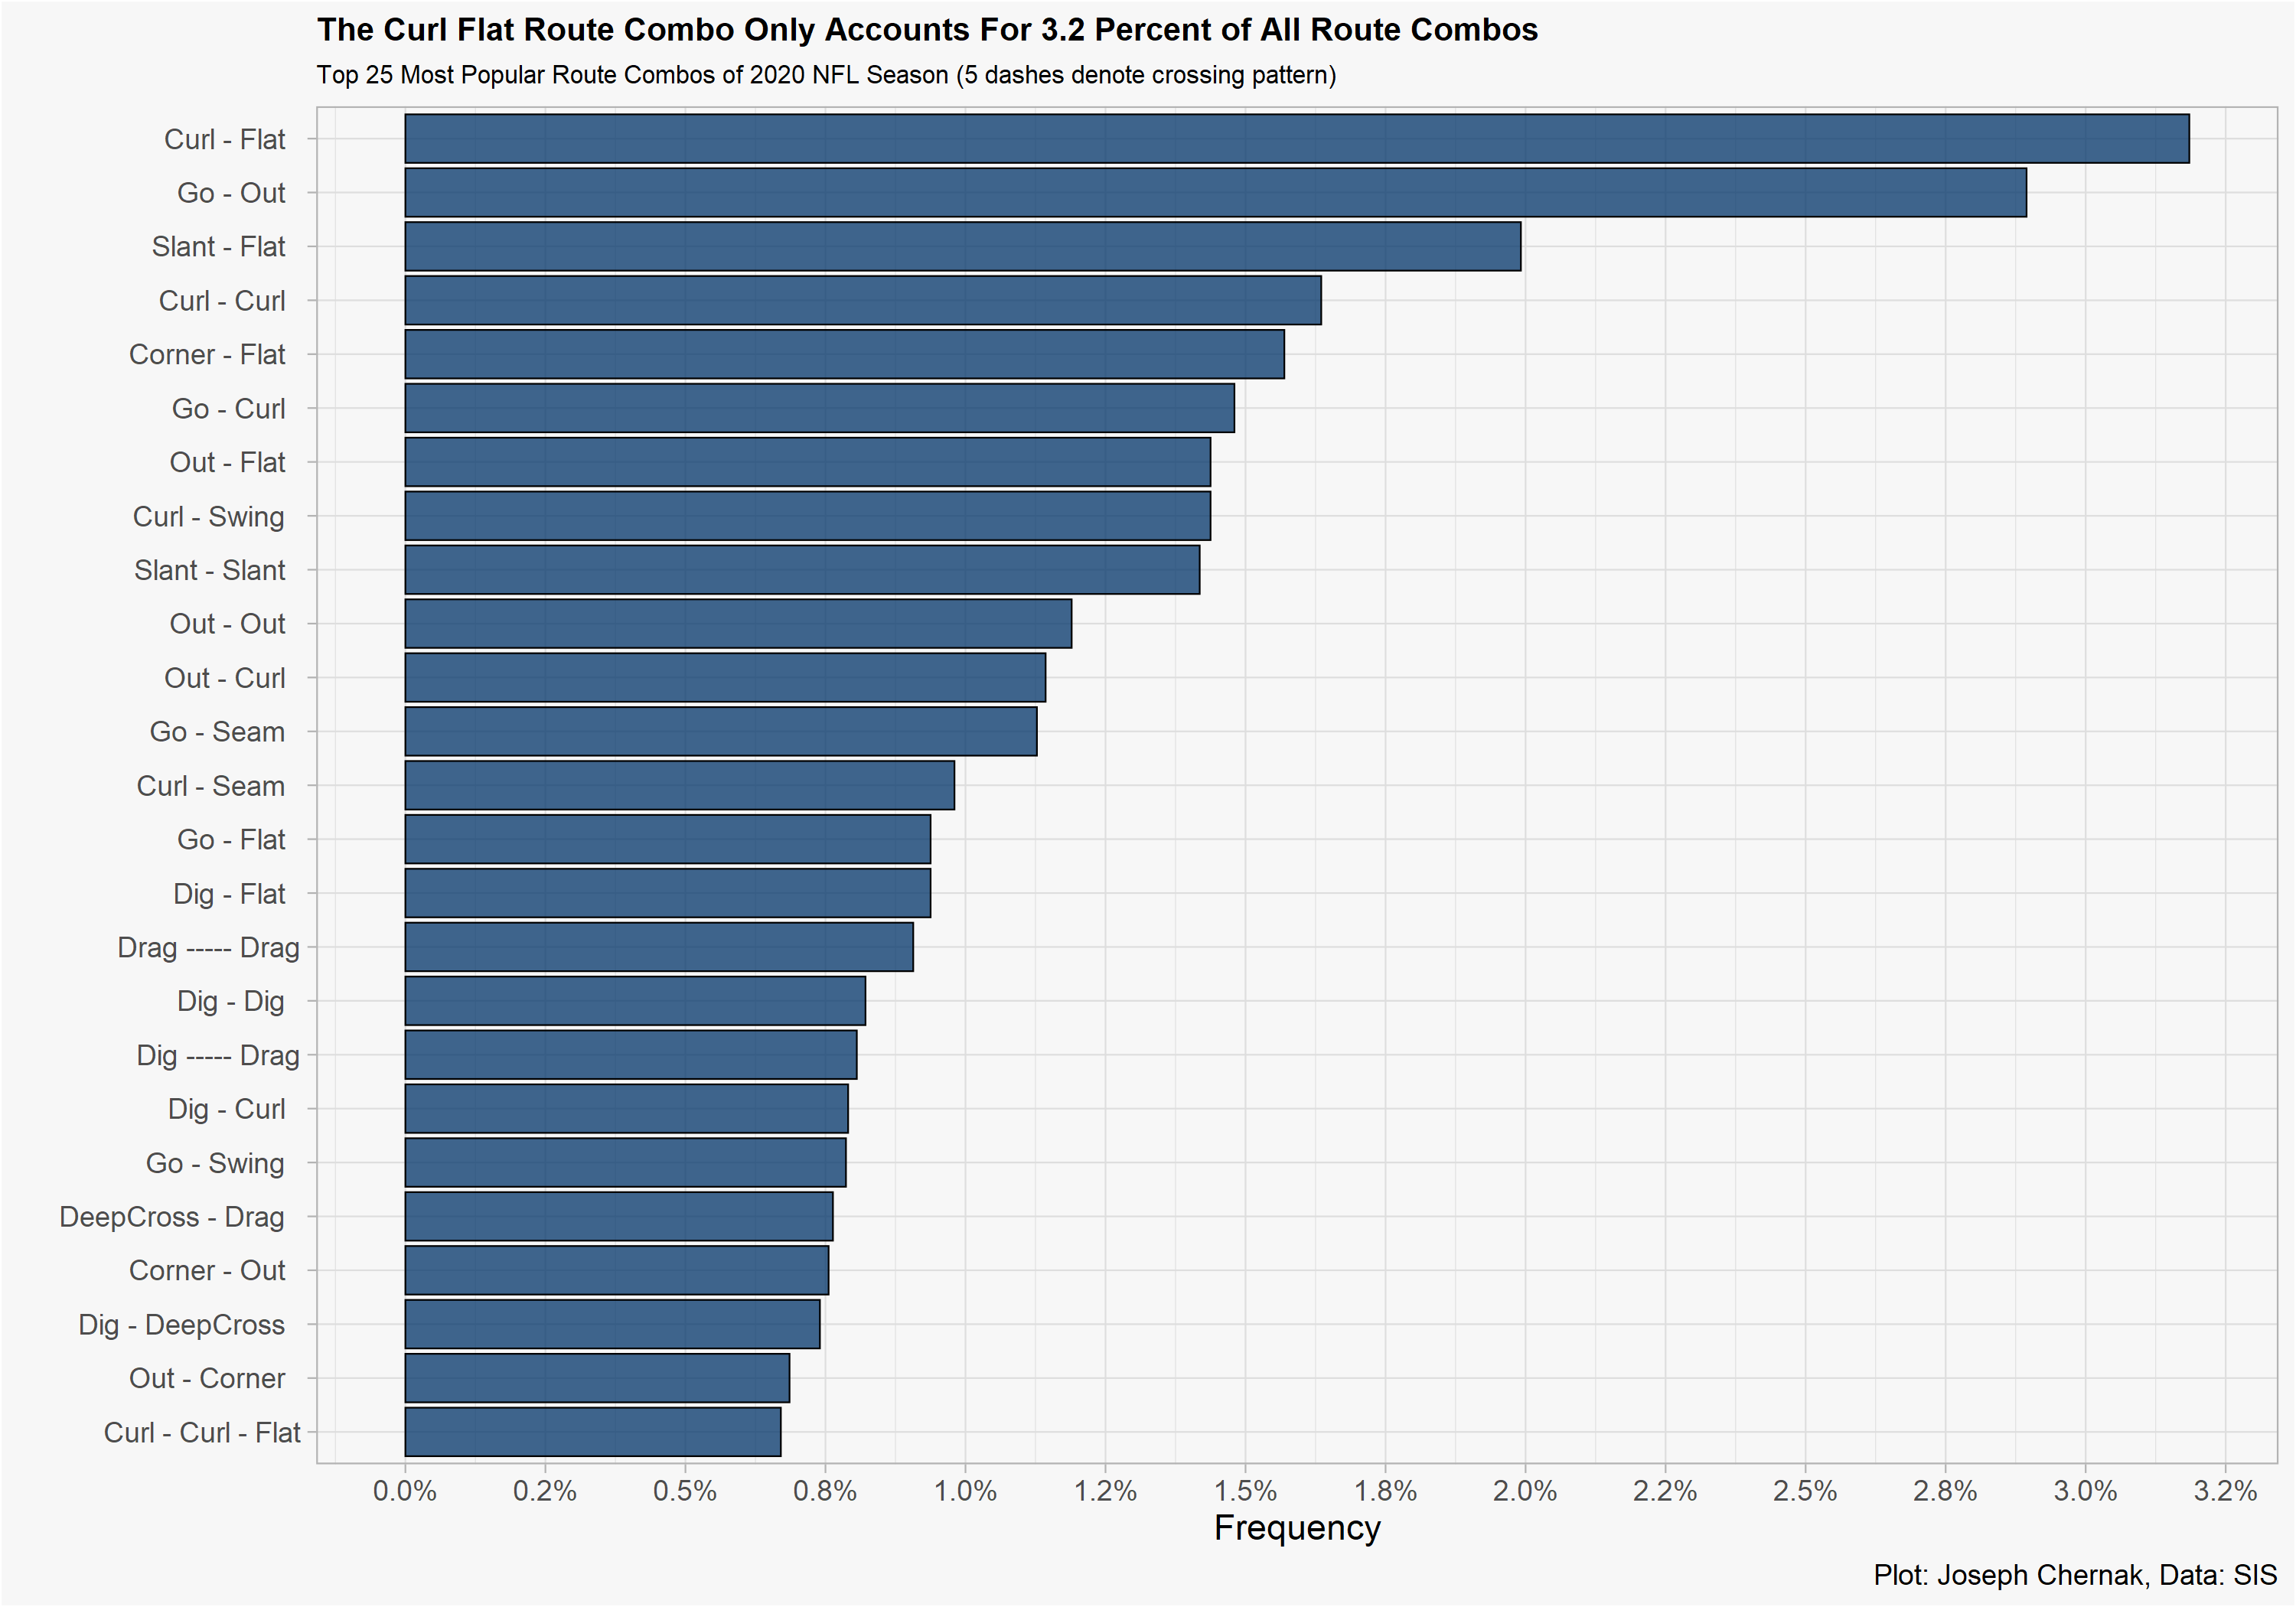 The Curl Flat Route Combo Only Accounts For 3.2 Percent of All Route Combos
Top 25 Most Popular Route Combos of 2020 NFL Season (5 dashes denote crossing pattern)
Curl - Flat
Go - Out
Slant - Flat
Curl - Curl
Corner - Flat
Go - Curl
Out - Flat
Curl - Swing
Slant - Slant
Out - Out
Out - Curl
Go - Seam
Curl - Seam
Go - Flat
Dig - Flat
Drag ----- Drag
Dig - Dig
Dig ----- Drag
Dig - Curl
Go - Swing
DeepCross - Drag
Corner - Out
Dig - DeepCross
Out - Corner
Curl - Curl - Flat
0.0% 0.2% 0.5% 0.8% 1.0% 1.2% 1.5% 1.8% 2.0% 2.2% 2.5% 2.8% 3.0% 3.2%
Frequency
Plot: Joseph Chernak, Data: SIS